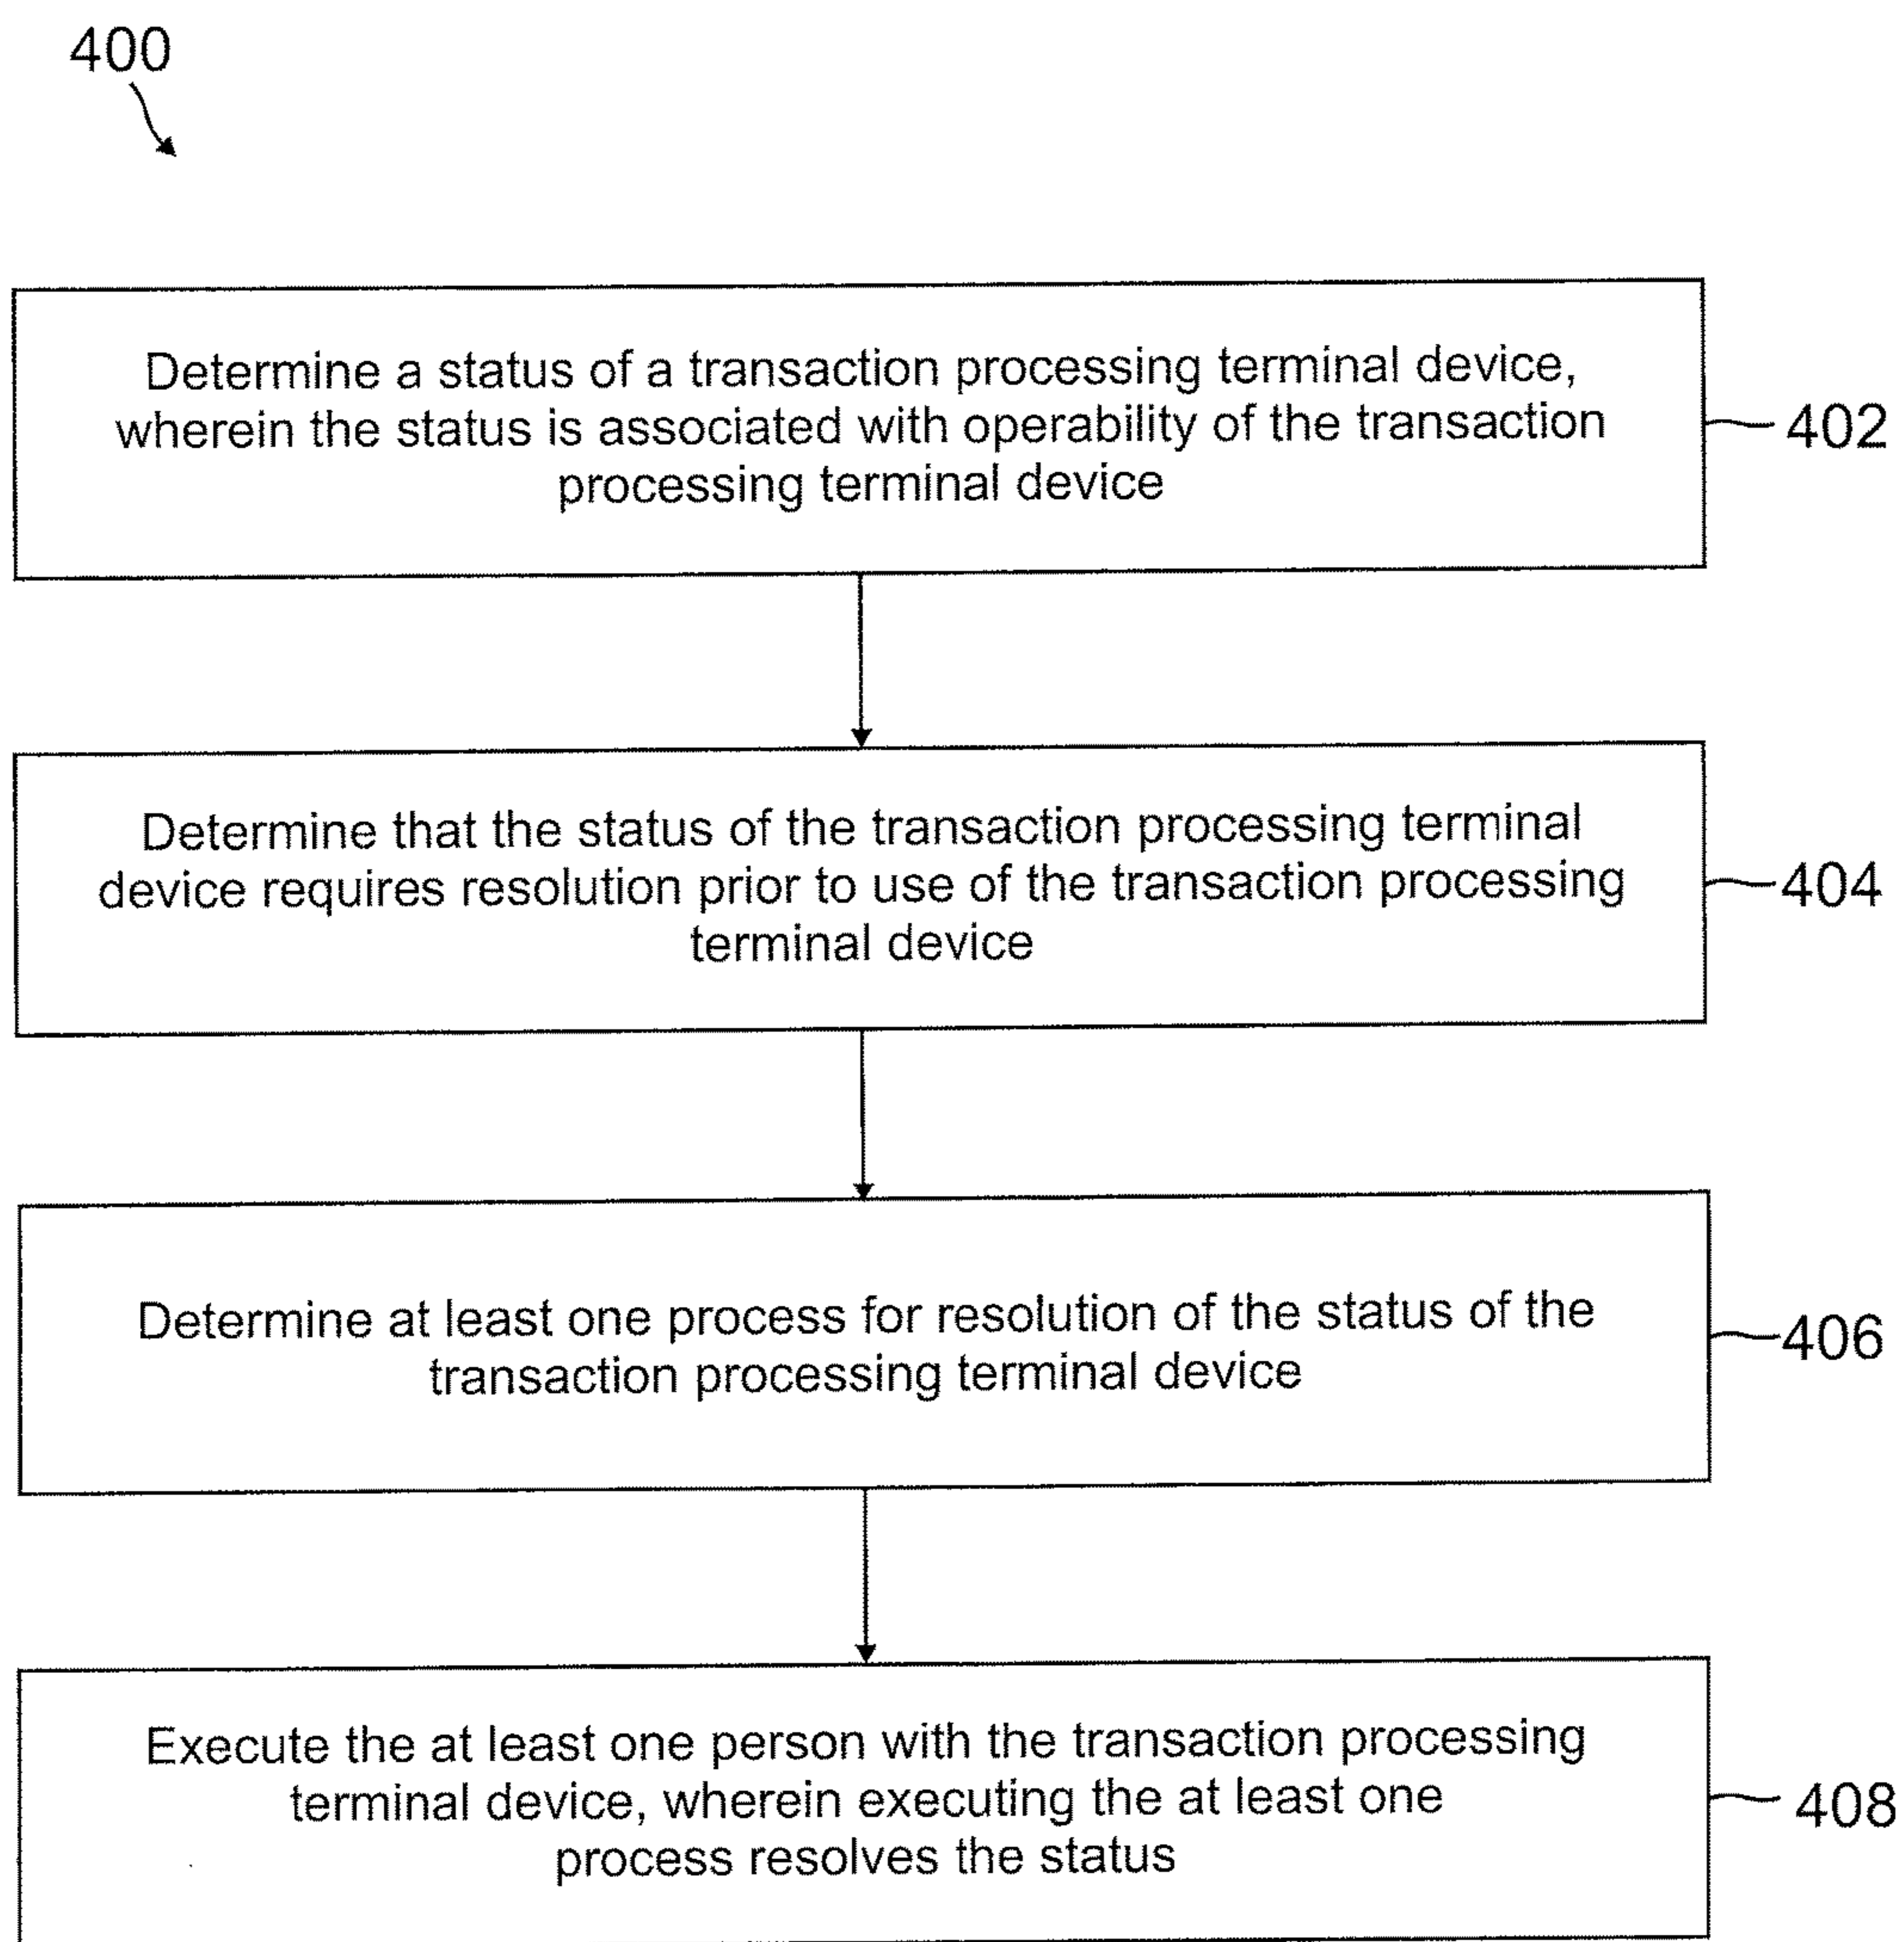 400
Determine a status of a transaction processing terminal device,
wherein the status is associated with operability of the transaction
processing terminal device
402
Determine that the status of the transaction processing terminal
device requires resolution prior to use of the transaction processing
terminal device
404
Determine at least one process for resolution of the status of the
transaction processing terminal device
406
Execute the at least one person with the transaction processing
terminal device, wherein executing the at least one
process resolves the status
408